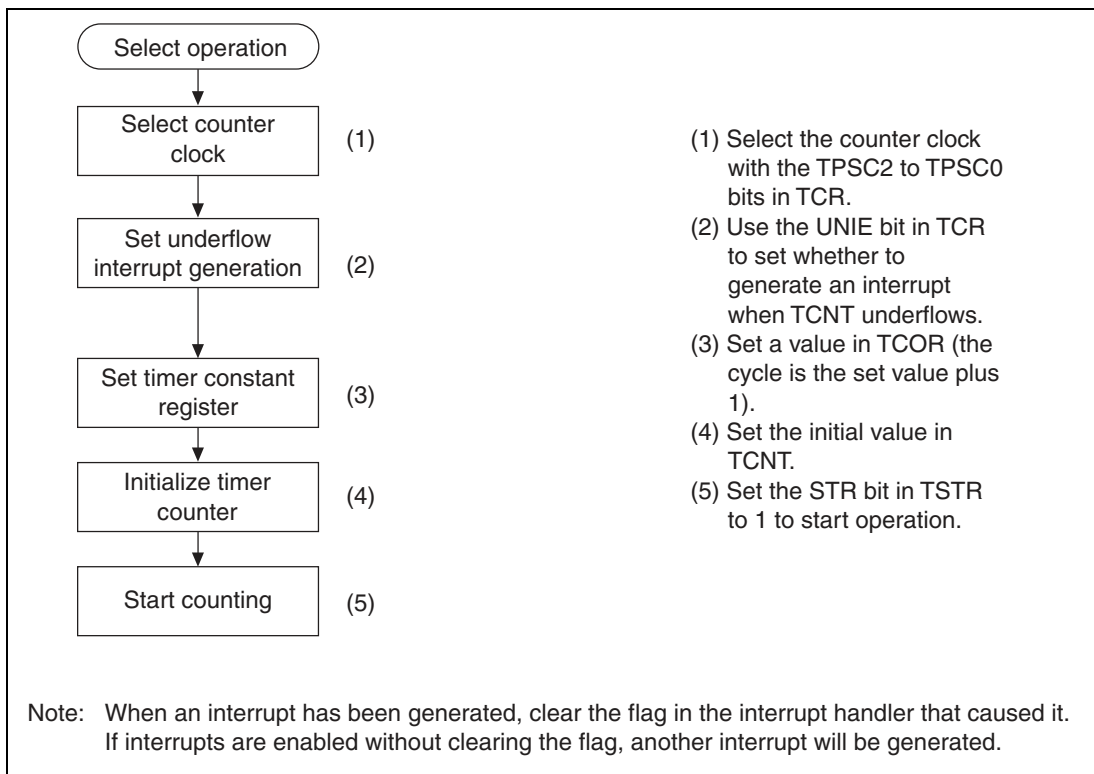 Select operation
Select counter
clock
(1)
Set underflow
interrupt generation
(2)
Set timer constant
register
(3)
Initialize timer
counter
(4)
Start counting
(5)
(1) Select the counter clock
with the TPSC2 to TPSC0
bits in TCR.
(2) Use the UNIE bit in TCR
to set whether to
generate an interrupt
when TCNT underflows.
(3) Set a value in TCOR (the
cycle is the set value plus
1).
(4) Set the initial value in
TCNT.
(5) Set the STR bit in TSTR
to 1 to start operation.
Note: When an interrupt has been generated, clear the flag in the interrupt handler that caused it.
If interrupts are enabled without clearing the flag, another interrupt will be generated.